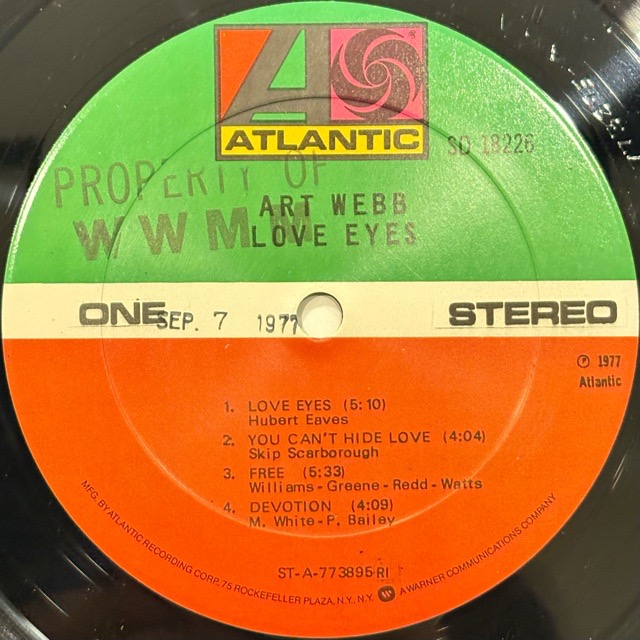 ATLANTIC
SD 18226
PROPERTY OF
WWMM
ART WEBB
LOVE EYES
ONE
SEP. 7 1977
STEREO
℗ 1977
Atlantic
1. LOVE EYES (5:10)
Hubert Eaves
2. YOU CAN'T HIDE LOVE (4:04)
Skip Scarborough
3. FREE (5:33)
Williams-Greene-Redd-Watts
4. DEVOTION (4:09)
M. White-P. Bailey
ST-A-773895 RI
MFG. BY ATLANTIC RECORDING CORP., 75 ROCKEFELLER PLAZA, N.Y., N.Y. A WARNER COMMUNICATIONS COMPANY